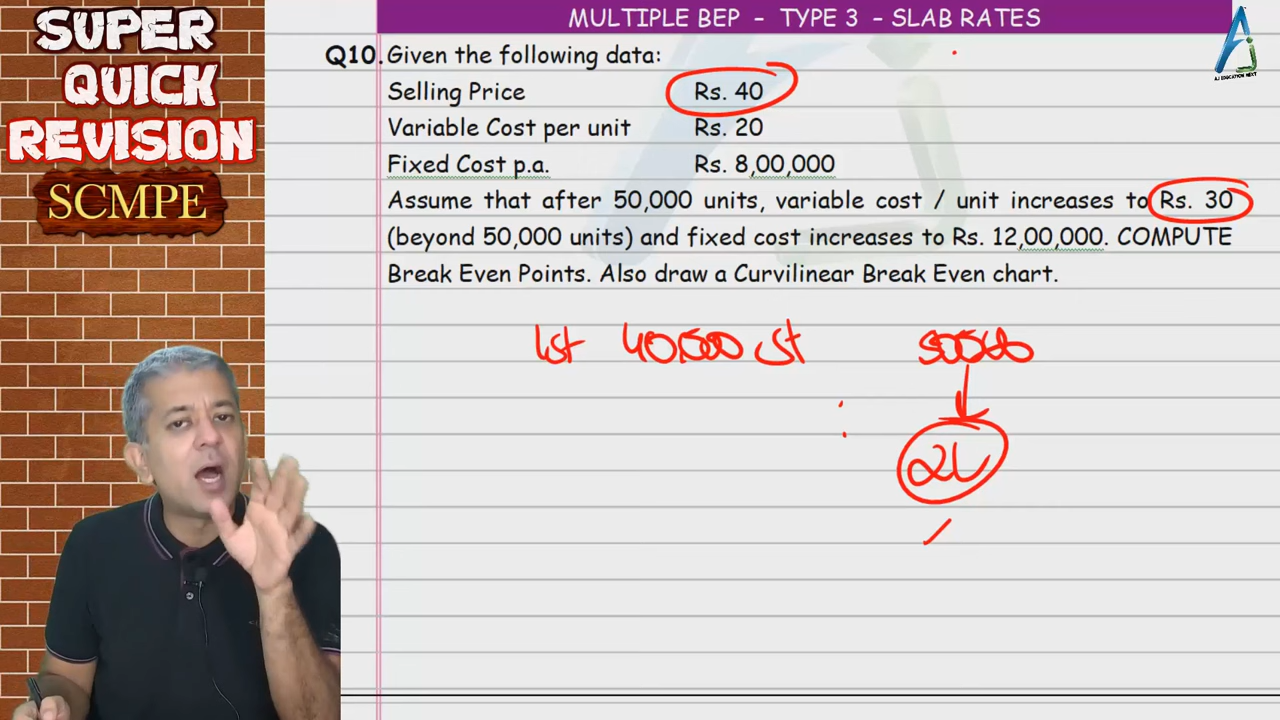 SUPER
QUICK
REVISION
SCMPE
MULTIPLE BEP – TYPE 3 – SLAB RATES
AJ EDUCATION NEXT
Q10. Given the following data:
Selling Price Rs. 40
Variable Cost per unit Rs. 20
Fixed Cost p.a. Rs. 8,00,000
Assume that after 50,000 units, variable cost / unit increases to Rs. 30
(beyond 50,000 units) and fixed cost increases to Rs. 12,00,000. COMPUTE
Break Even Points. Also draw a Curvilinear Break Even chart.
1st 40,000
2L